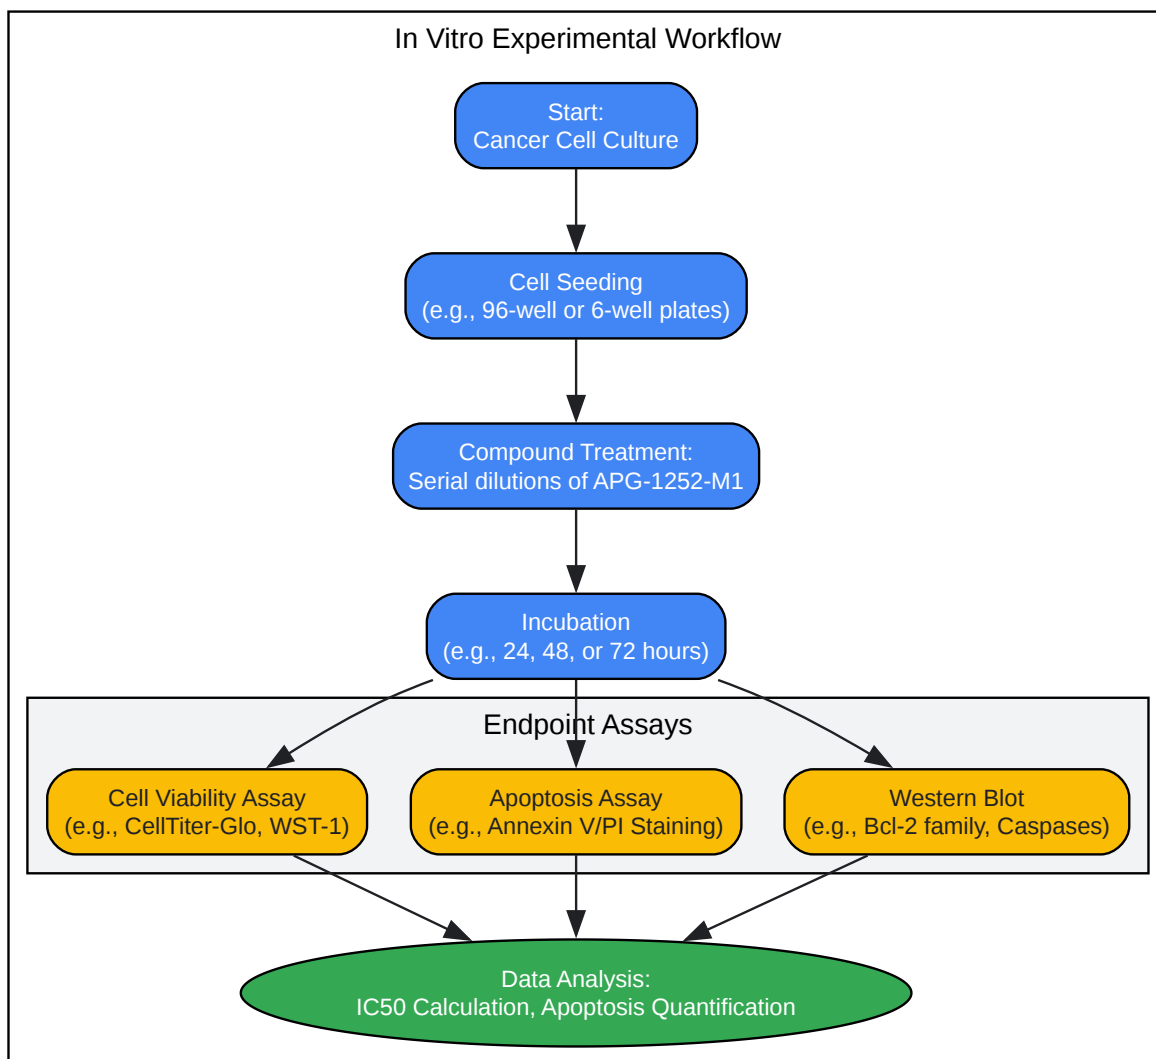 In Vitro Experimental Workflow
Start:
Cancer Cell Culture
Cell Seeding
(e.g., 96-well or 6-well plates)
Compound Treatment:
Serial dilutions of APG-1252-M1
Incubation
(e.g., 24, 48, or 72 hours)
Endpoint Assays
Cell Viability Assay
(e.g., CellTiter-Glo, WST-1)
Apoptosis Assay
(e.g., Annexin V/PI Staining)
Western Blot
(e.g., Bcl-2 family, Caspases)
Data Analysis:
IC50 Calculation, Apoptosis Quantification